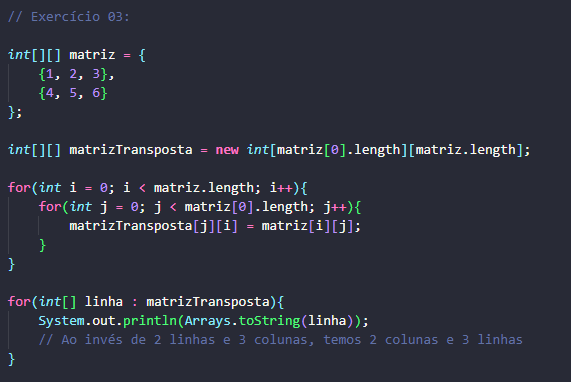 // Exercício 03:
int[][] matriz = {
{1, 2, 3},
{4, 5, 6}
};
int[][] matrizTransposta = new int[matriz[0].length][matriz.length];
for(int i = 0; i < matriz.length; i++){
for(int j = 0; j < matriz[0].length; j++){
matrizTransposta[j][i] = matriz[i][j];
}
}
for(int[] linha : matrizTransposta){
System.out.println(Arrays.toString(linha));
// Ao invés de 2 linhas e 3 colunas, temos 2 colunas e 3 linhas
}